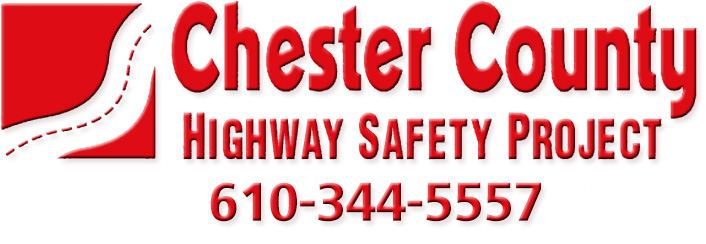 Chester County
HIGHWAY SAFETY PROJECT
610-344-5557